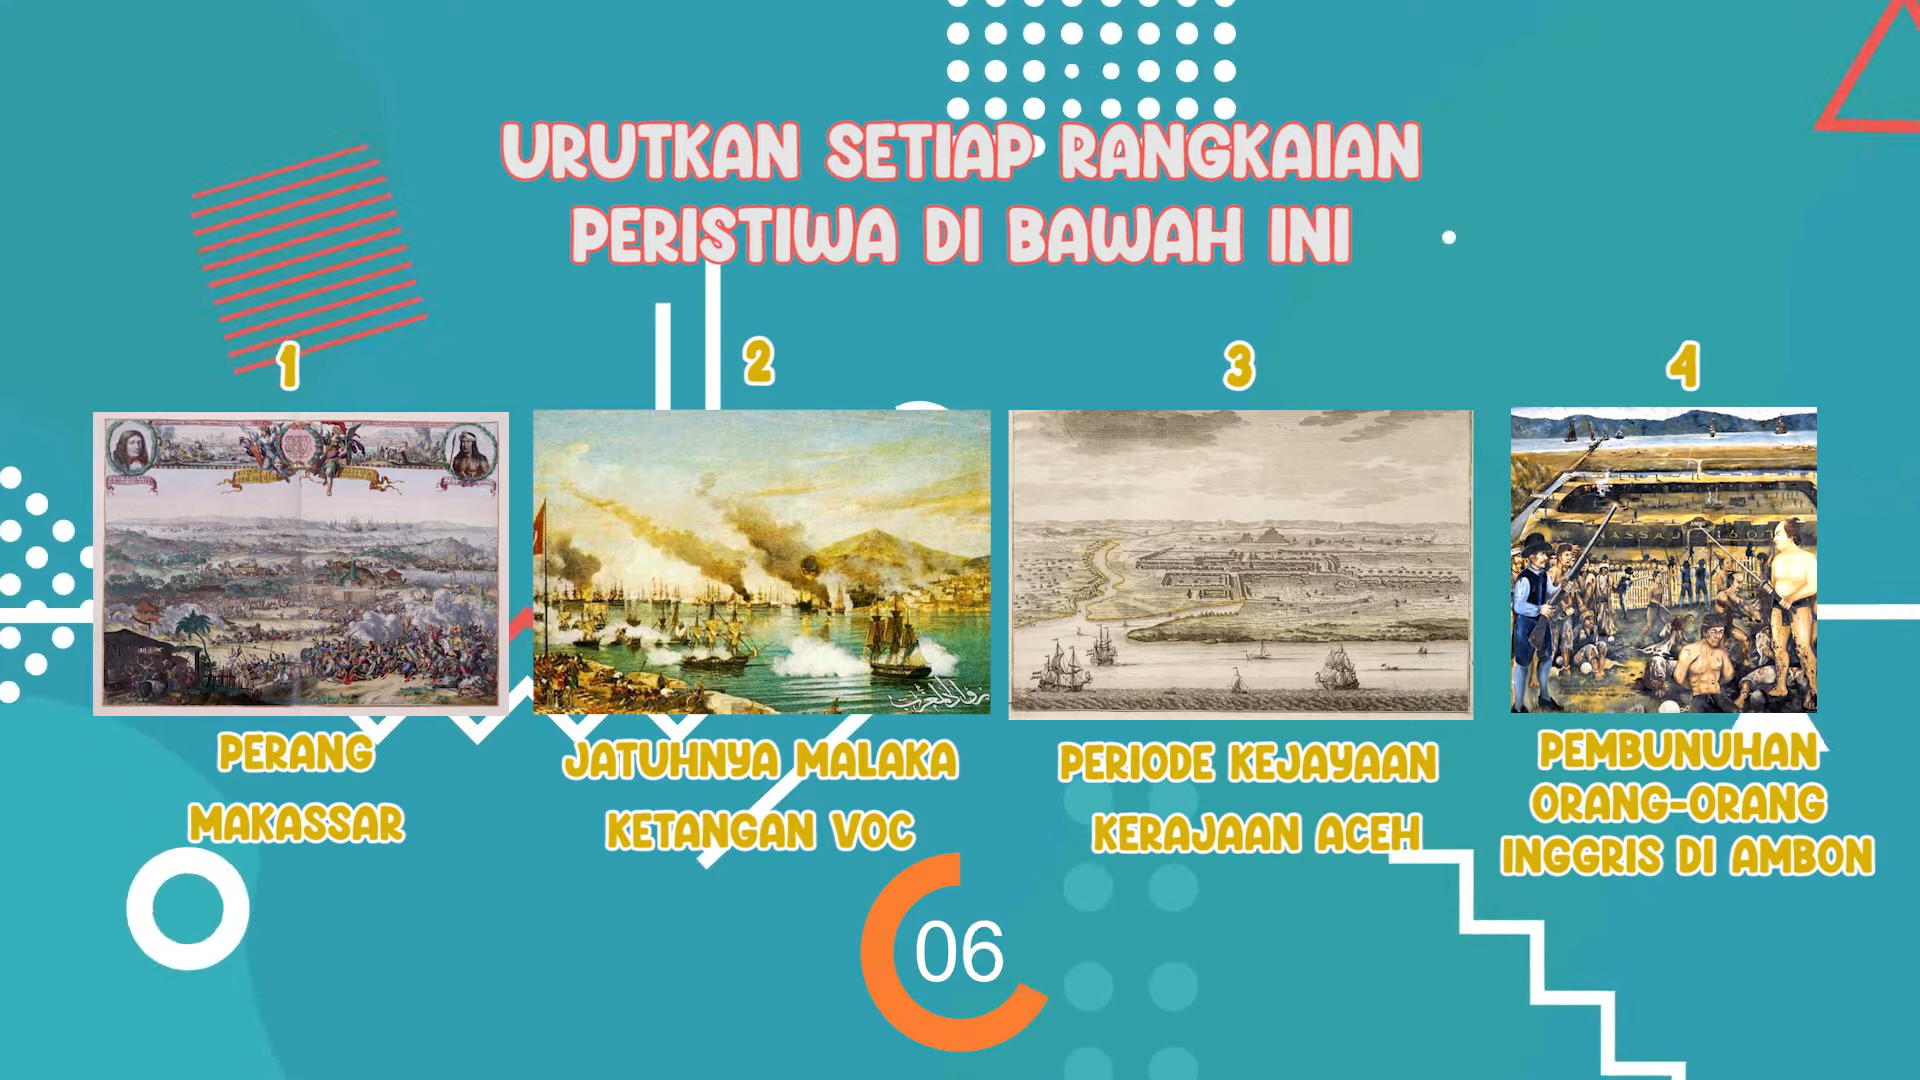 URUTKAN SETIAP RANGKAIAN
PERISTIWA DI BAWAH INI
1
2
3
4
PERANG
MAKASSAR
JATUHNYA MALAKA
KETANGAN VOC
PERIODE KEJAYAAN
KERAJAAN ACEH
PEMBUNUHAN
ORANG-ORANG
INGGRIS DI AMBON
06